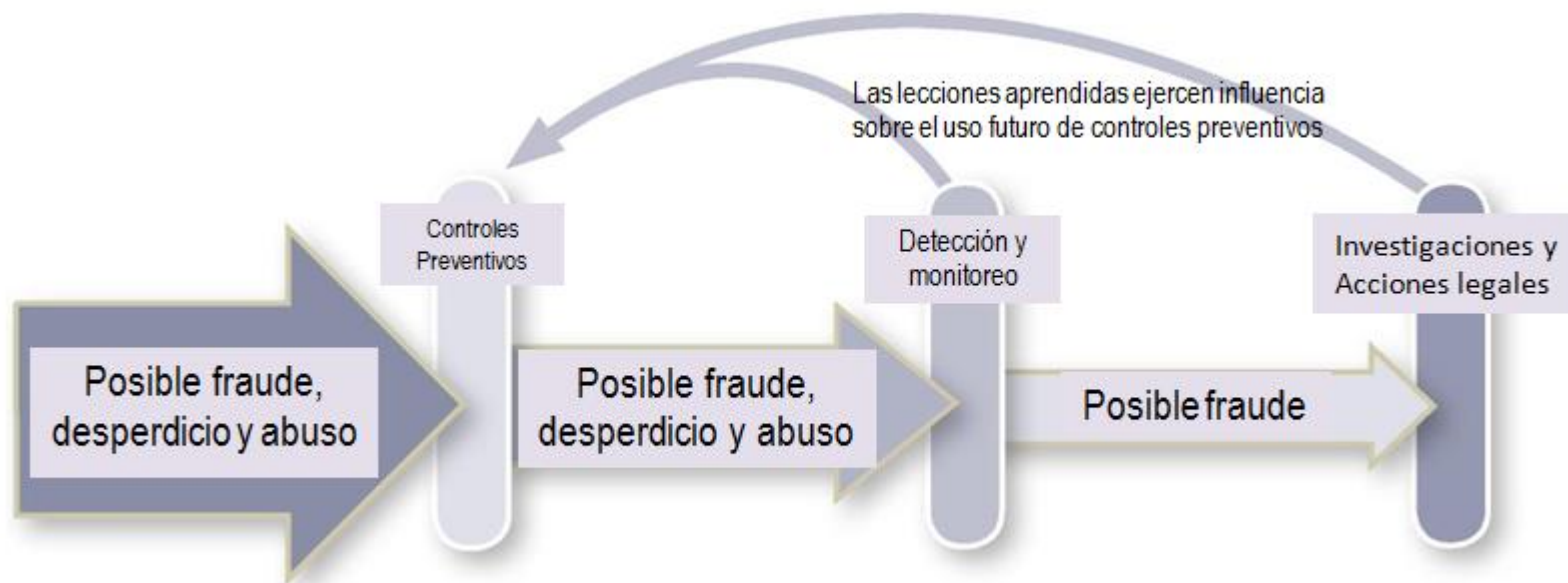 Las lecciones aprendidas ejercen influencia
sobre el uso futuro de controles preventivos
Controles
Preventivos
Detección y
monitoreo
Investigaciones y
Acciones legales
Posible fraude,
desperdicio y abuso
Posible fraude,
desperdicio y abuso
Posible fraude